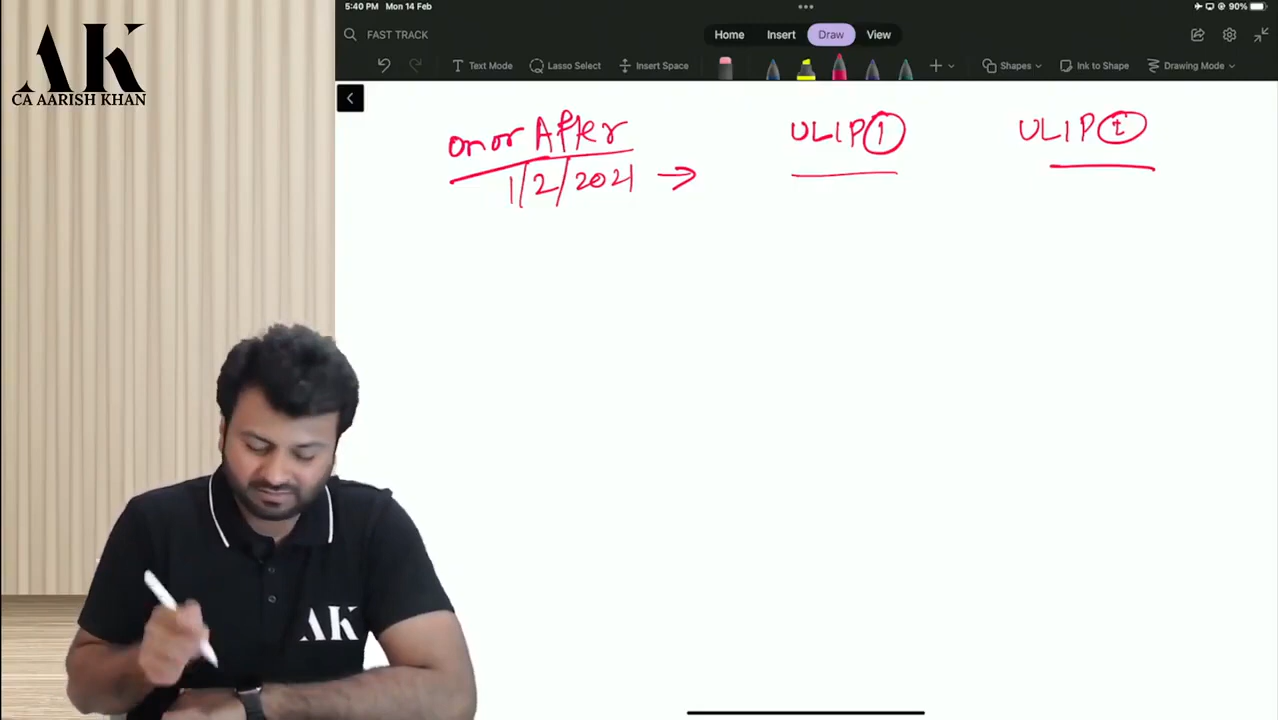 AK
CA AARISH KHAN
5:40 PM Mon 14 Feb
90%
FAST TRACK
Home Insert Draw View
Text Mode Lasso Select Insert Space Shapes Ink to Shape Drawing Mode
on or After
1/2/2021 →
ULIP 1
ULIP
AK